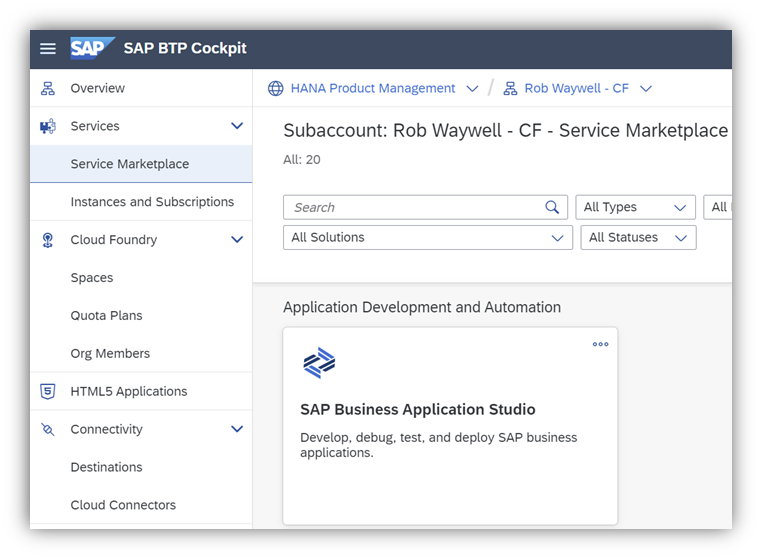 SAP SAP BTP Cockpit
Overview
Services
Service Marketplace
Instances and Subscriptions
Cloud Foundry
Spaces
Quota Plans
Org Members
HTML5 Applications
Connectivity
Destinations
Cloud Connectors
HANA Product Management / Rob Waywell - CF
Subaccount: Rob Waywell - CF - Service Marketplace
All: 20
Search All Types All
All Solutions All Statuses
Application Development and Automation
SAP Business Application Studio
Develop, debug, test, and deploy SAP business
applications.